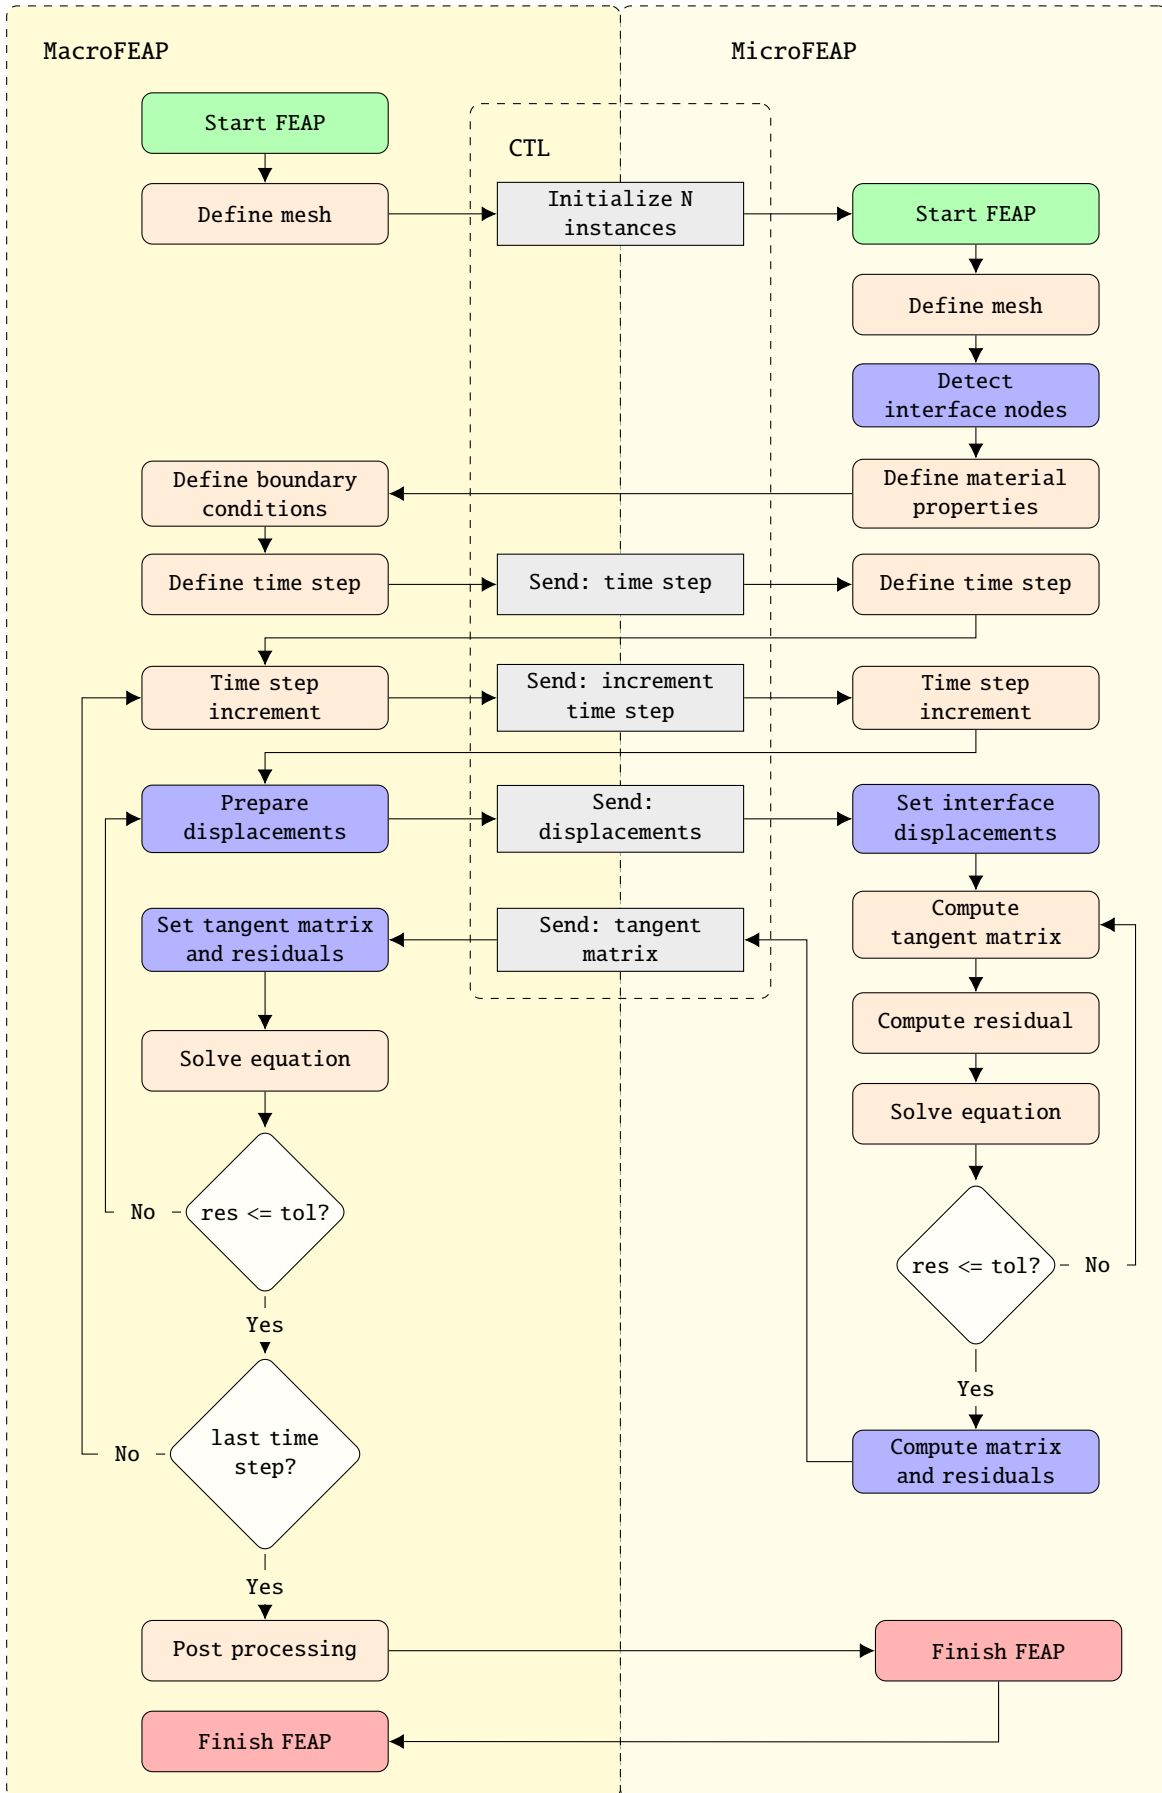 MacroFEAP
MicroFEAP
Start FEAP
CTL
Define mesh
Initialize N
instances
Start FEAP
Define mesh
Detect
interface nodes
Define boundary
conditions
Define material
properties
Define time step
Send: time step
Define time step
Time step
increment
Send: increment
time step
Time step
increment
Prepare
displacements
Send:
displacements
Set interface
displacements
Set tangent matrix
and residuals
Send: tangent
matrix
Compute
tangent matrix
Compute residual
Solve equation
Solve equation
No
res <= tol?
res <= tol?
No
Yes
Yes
No
last time
step?
Compute matrix
and residuals
Yes
Post processing
Finish FEAP
Finish FEAP